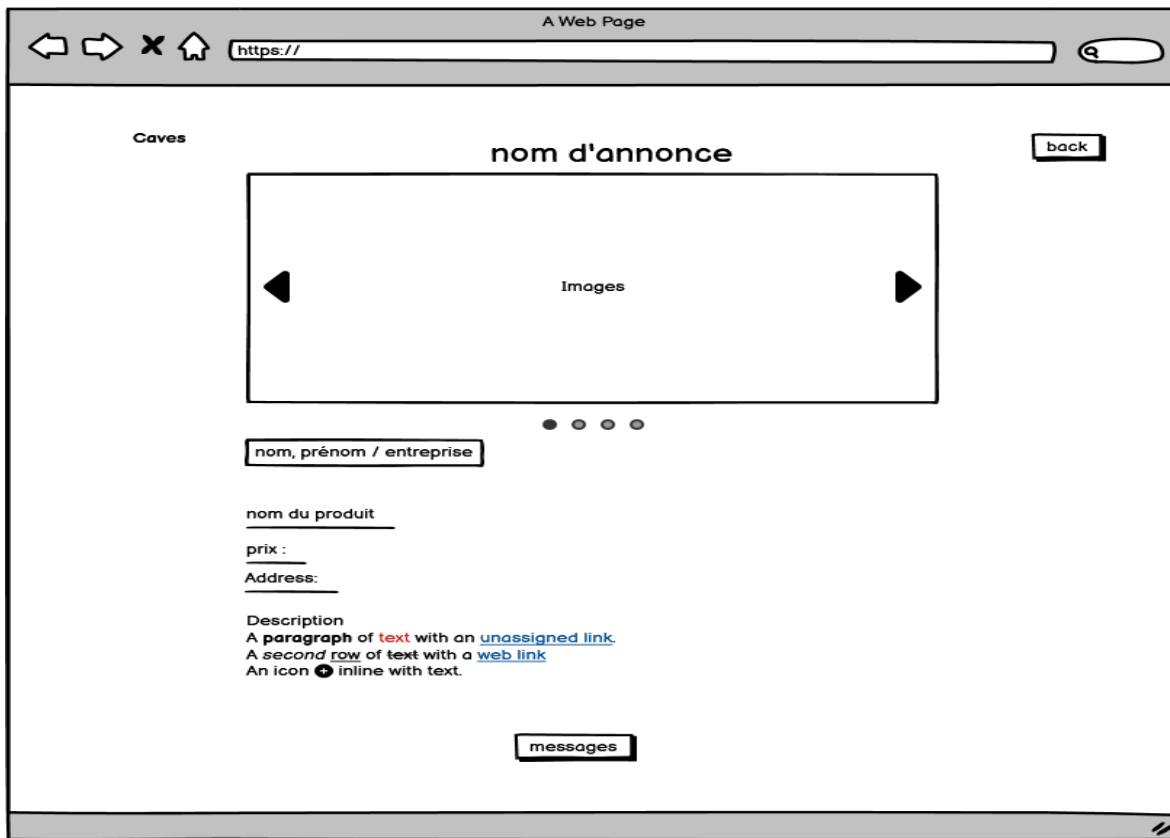 A Web Page
https://
Caves
nom d'annonce
back
Images
nom, prénom / entreprise
nom du produit
prix :
Address:
Description
A paragraph of text with an unassigned link.
A second row of text with a web link
An icon inline with text.
messages